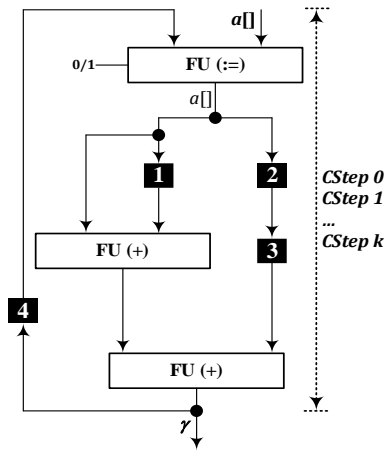 a[]
0/1
FU (:=)
a[]
1
2
CStep 0
CStep 1
...
CStep k
FU (+)
3
4
FU (+)
γ